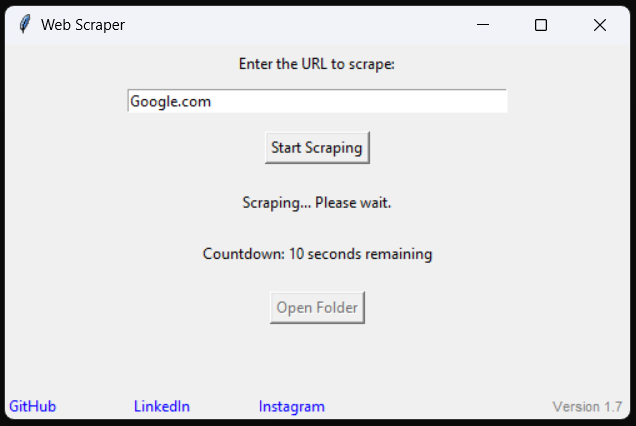 Web Scraper
Enter the URL to scrape:
Google.com
Start Scraping
Scraping... Please wait.
Countdown: 10 seconds remaining
Open Folder
GitHub LinkedIn Instagram Version 1.7